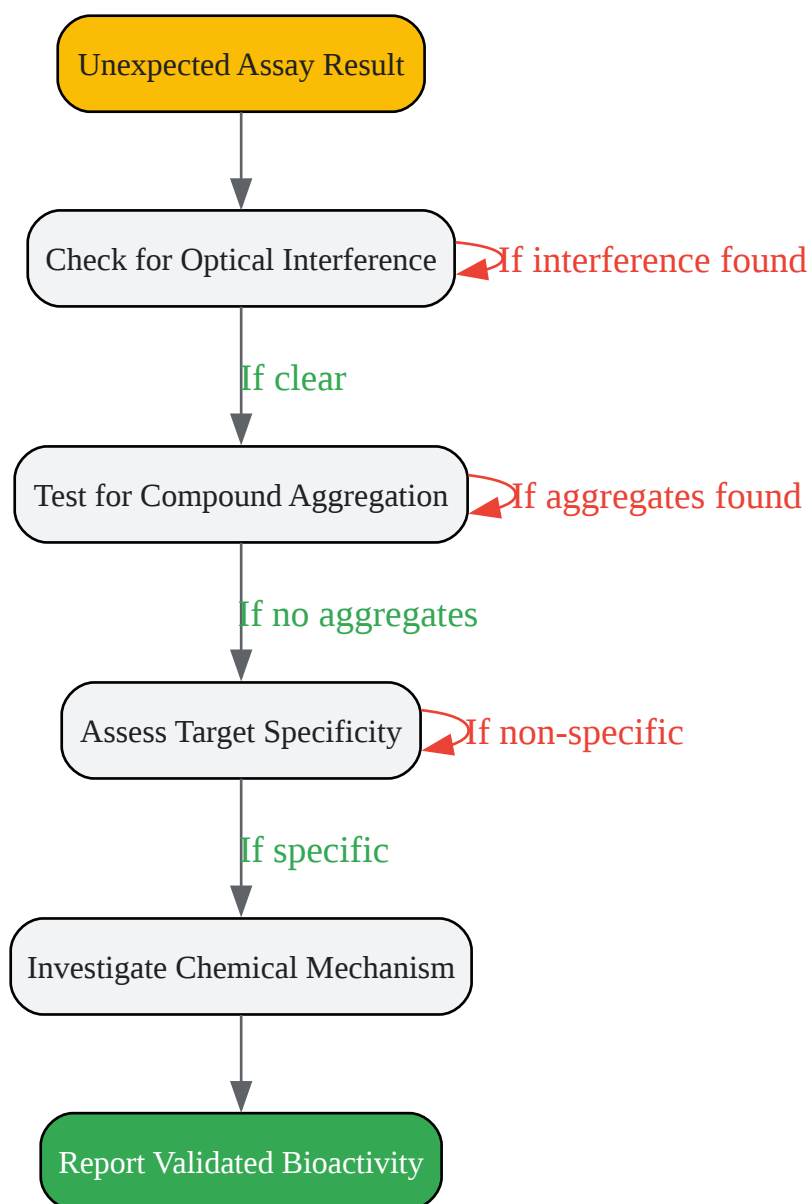 Unexpected Assay Result
Check for Optical Interference
If interference found
If clear
Test for Compound Aggregation
If aggregates found
If no aggregates
Assess Target Specificity
If non-specific
If specific
Investigate Chemical Mechanism
Report Validated Bioactivity